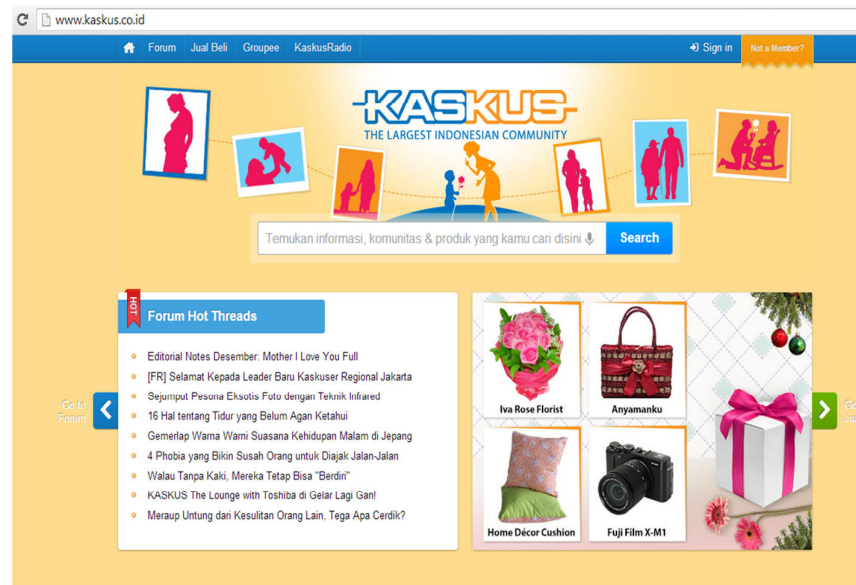 www.kaskus.co.id
Forum Jual Beli Groupee KaskusRadio Sign in Not a Member?
KASKUS
THE LARGEST INDONESIAN COMMUNITY
Temukan informasi, komunitas & produk yang kamu cari disini Search
HOT
Forum Hot Threads
Editorial Notes Desember: Mother I Love You Full
[FR] Selamat Kepada Leader Baru Kaskuser Regional Jakarta
Sejumput Pesona Eksotis Foto dengan Teknik Infrared
16 Hal tentang Tidur yang Belum Agan Ketahui
Gemerlap Warna Warni Suasana Kehidupan Malam di Jepang
4 Phobia yang Bikin Susah Orang untuk Diajak Jalan-Jalan
Walau Tanpa Kaki, Mereka Tetap Bisa "Berdiri"
KASKUS The Lounge with Toshiba di Gelar Lagi Gan!
Meraup Untung dari Kesulitan Orang Lain, Tega Apa Cerdik?
Go to
Forum
Iva Rose Florist
Anyamanku
Home Décor Cushion
Fuji Film X-M1